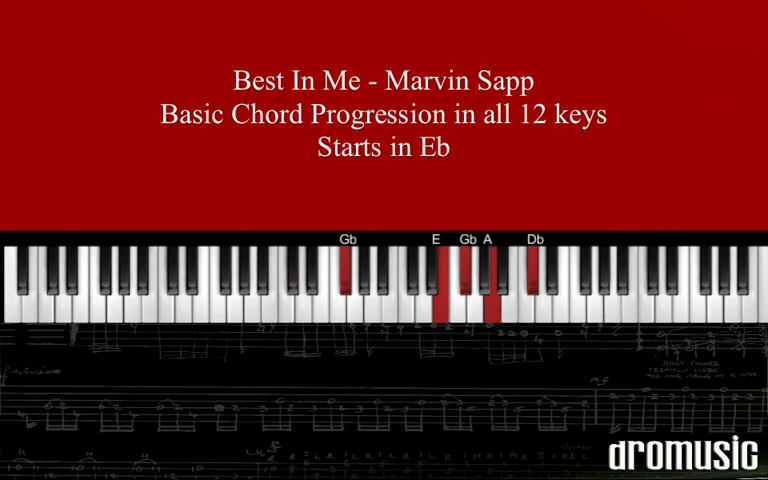 Best In Me - Marvin Sapp
Basic Chord Progression in all 12 keys
Starts in Eb
Gb E Gb A Db
dromusic